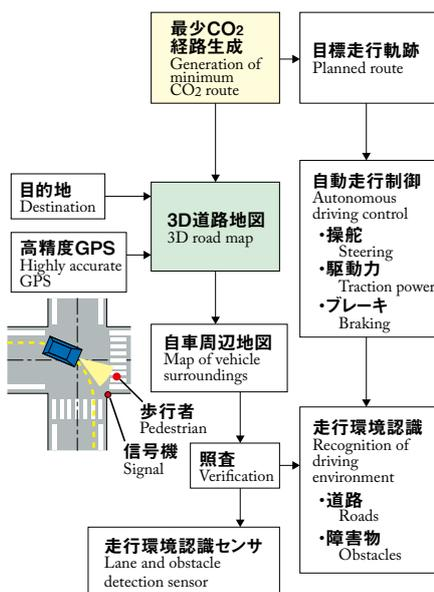 最少CO2
経路生成
Generation of
minimum
CO2 route
目標走行軌跡
Planned route
目的地
Destination
3D道路地図
3D road map
高精度GPS
Highly accurate
GPS
自動走行制御
Autonomous
driving control
・操舵
Steering
・駆動力
Traction power
・ブレーキ
Braking
自車周辺地図
Map of vehicle
surroundings
歩行者
Pedestrian
信号機
Signal
照査
Verification
走行環境認識
Recognition of
driving
environment
・道路
Roads
・障害物
Obstacles
走行環境認識センサ
Lane and obstacle
detection sensor